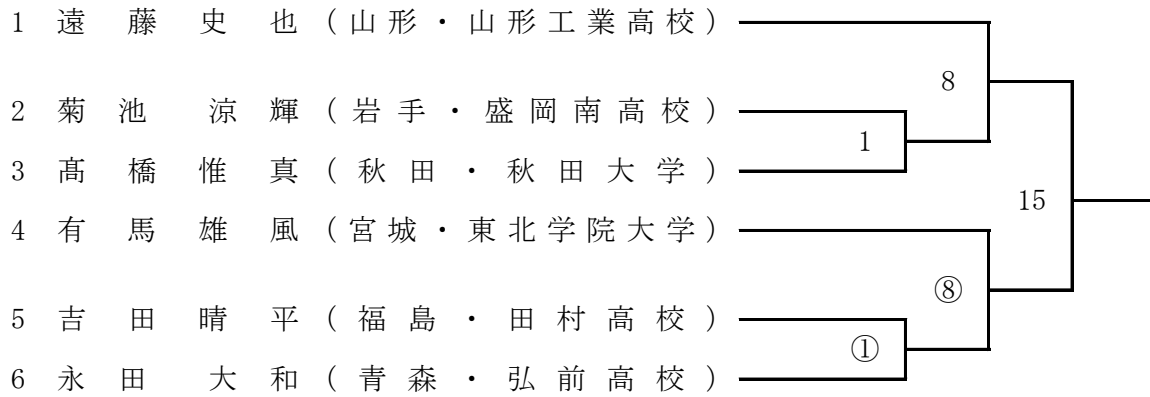 1 遠藤史也 (山形・山形工業高校)
8
2 菊池 涼輝 (岩手・盛岡南高校)
1
3 髙橋惟真 (秋田・秋田大学)
15
4 有馬雄風 (宮城・東北学院大学)
⑧
5 吉田晴平 (福島・田村高校)
①
6 永田 大和 (青森・弘前高校)